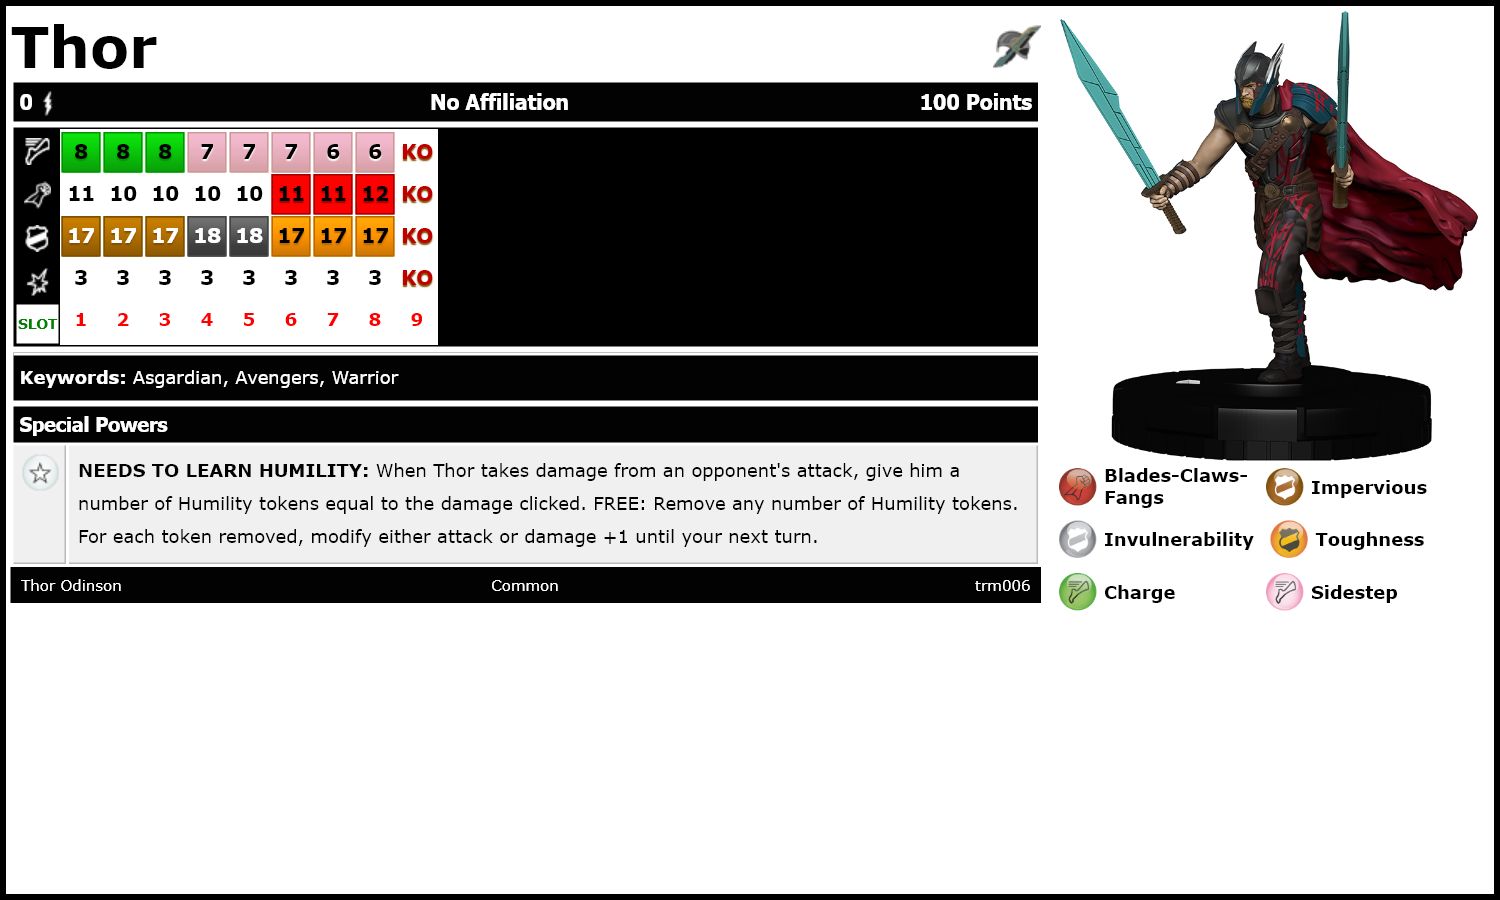 Thor
0 No Affiliation 100 Points
8 8 8 7 7 7 6 6 KO
11 10 10 10 10 11 11 12 KO
17 17 17 18 18 17 17 17 KO
3 3 3 3 3 3 3 3 KO
SLOT 1 2 3 4 5 6 7 8 9
Keywords: Asgardian, Avengers, Warrior
Special Powers
NEEDS TO LEARN HUMILITY: When Thor takes damage from an opponent's attack, give him a
number of Humility tokens equal to the damage clicked. FREE: Remove any number of Humility tokens.
For each token removed, modify either attack or damage +1 until your next turn.
Thor Odinson Common trm006
Blades-Claws-
Fangs
Impervious
Invulnerability
Toughness
Charge
Sidestep